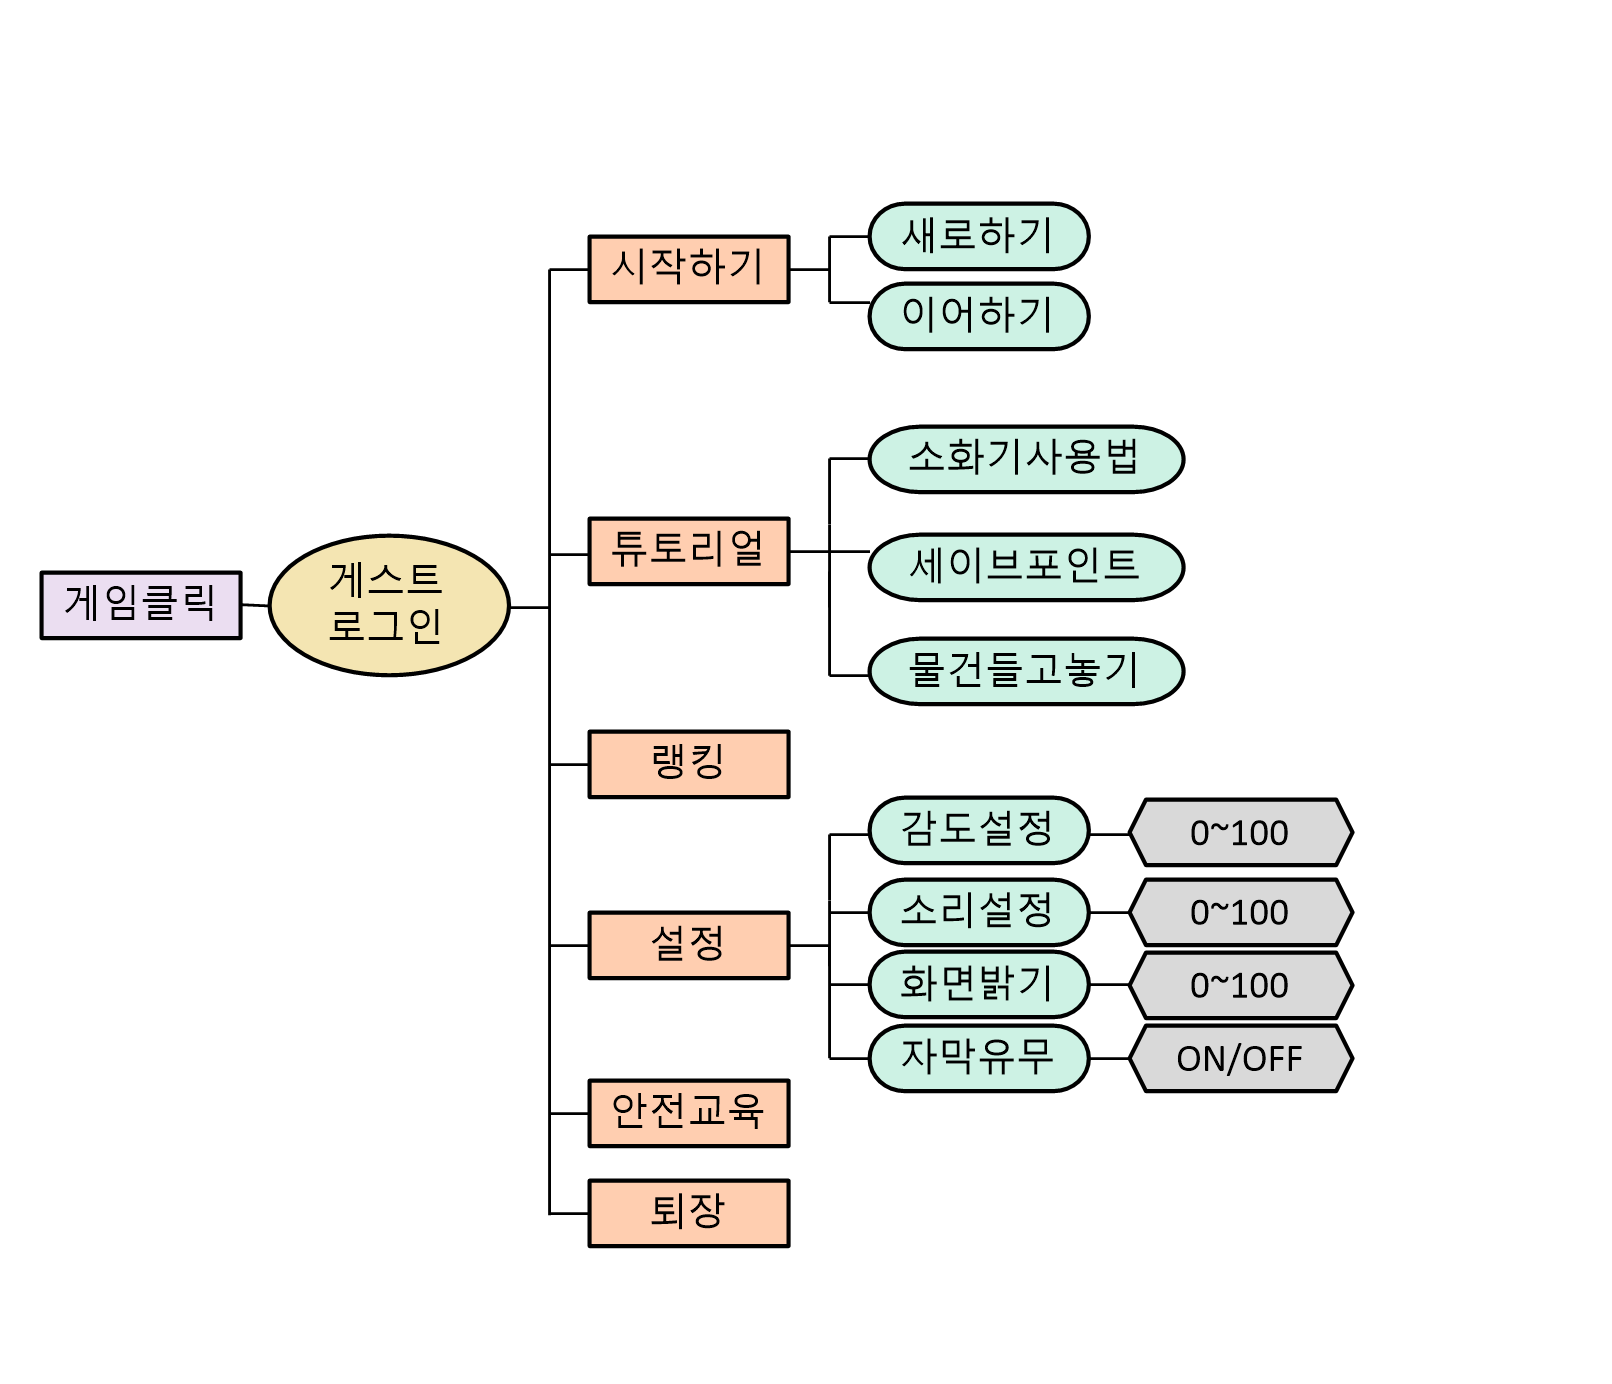 게임클릭
게스트
로그인
시작하기
새로하기
이어하기
튜토리얼
소화기사용법
세이브포인트
물건들고놓기
랭킹
설정
감도설정
0~100
소리설정
0~100
화면밝기
0~100
자막유무
ON/OFF
안전교육
퇴장